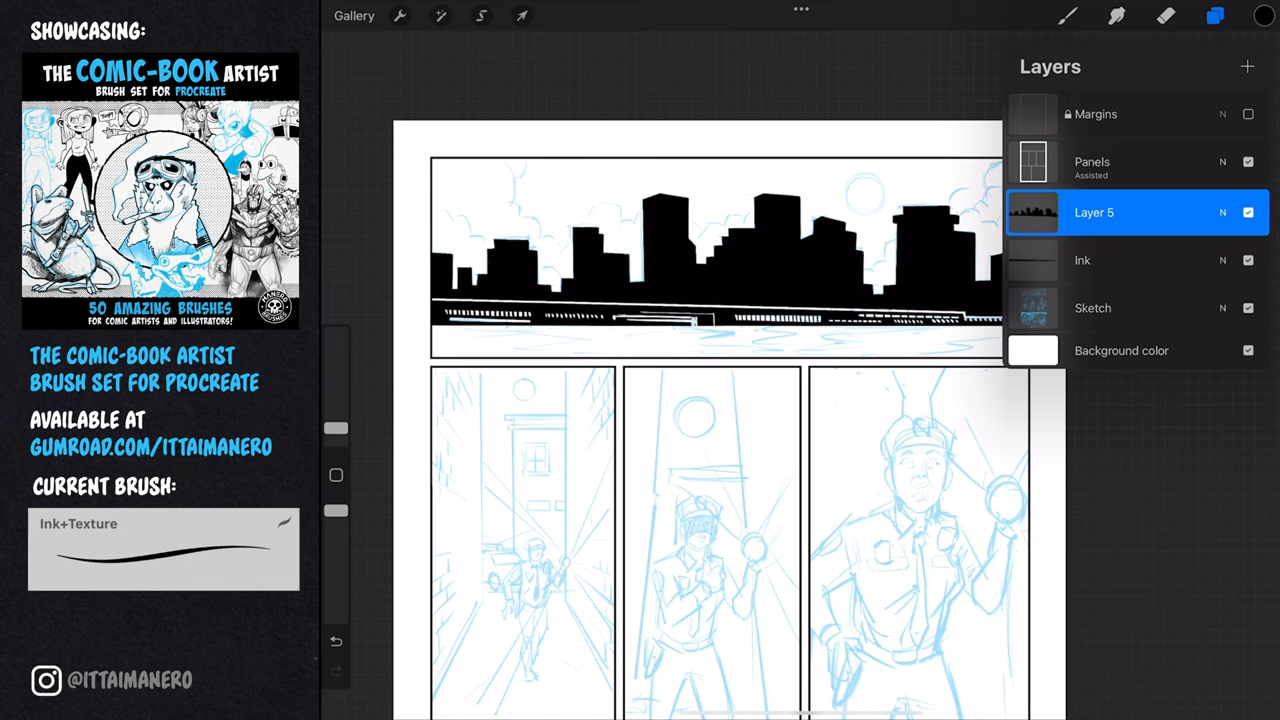 SHOWCASING:
THE COMIC-BOOK ARTIST
BRUSH SET FOR PROCREATE
50 AMAZING BRUSHES
FOR COMIC ARTISTS AND ILLUSTRATORS!
MANERO
BRUSHES
THE COMIC-BOOK ARTIST
BRUSH SET FOR PROCREATE
AVAILABLE AT
GUMROAD.COM/ITTAIMANERO
CURRENT BRUSH:
Ink+Texture
@ITTAIMANERO
Gallery
Layers
Margins N
Panels N
Assisted
Layer 5 N
Ink N
Sketch N
Background color